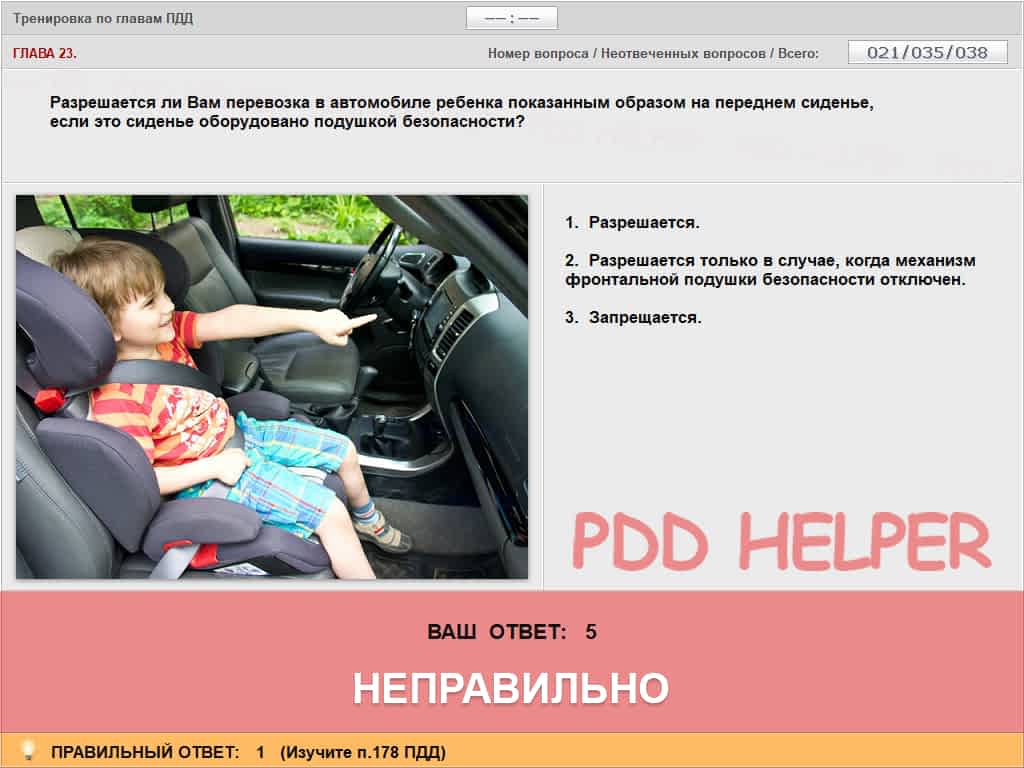 Тренировка по главам ПДД
—— : ——
ГЛАВА 23.
Номер вопроса / Неотвеченных вопросов / Всего:
021/035/038
Разрешается ли Вам перевозка в автомобиле ребенка показанным образом на переднем сиденье,
если это сиденье оборудовано подушкой безопасности?
1. Разрешается.
2. Разрешается только в случае, когда механизм
фронтальной подушки безопасности отключен.
3. Запрещается.
PDD HELPER
ВАШ ОТВЕТ: 5
НЕПРАВИЛЬНО
ПРАВИЛЬНЫЙ ОТВЕТ: 1 (Изучите п.178 ПДД)